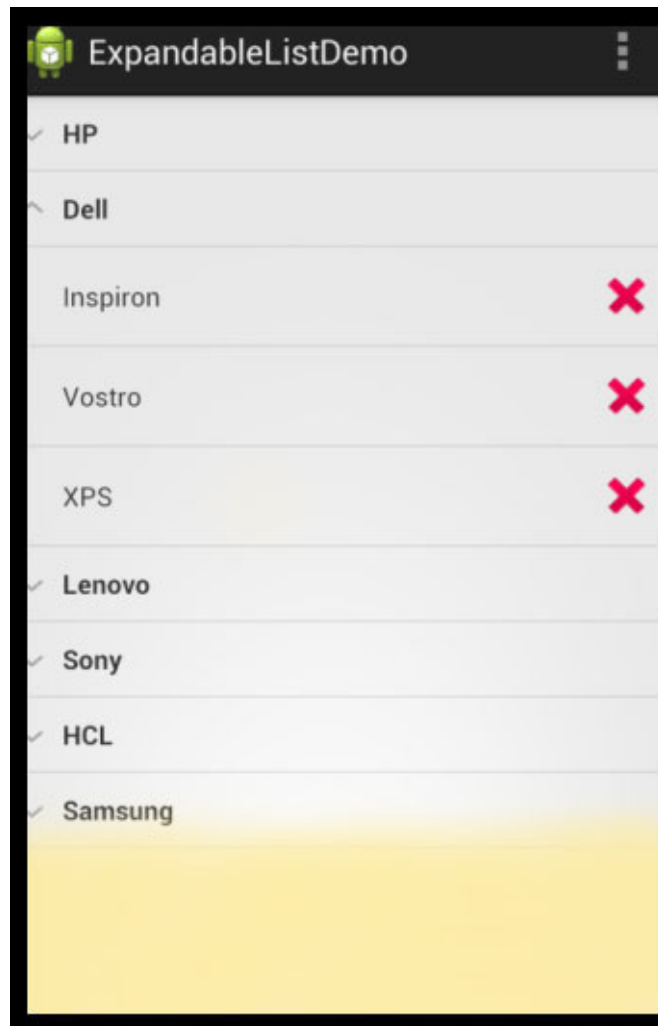 ExpandableListDemo
HP
Dell
Inspiron
Vostro
XPS
Lenovo
Sony
HCL
Samsung